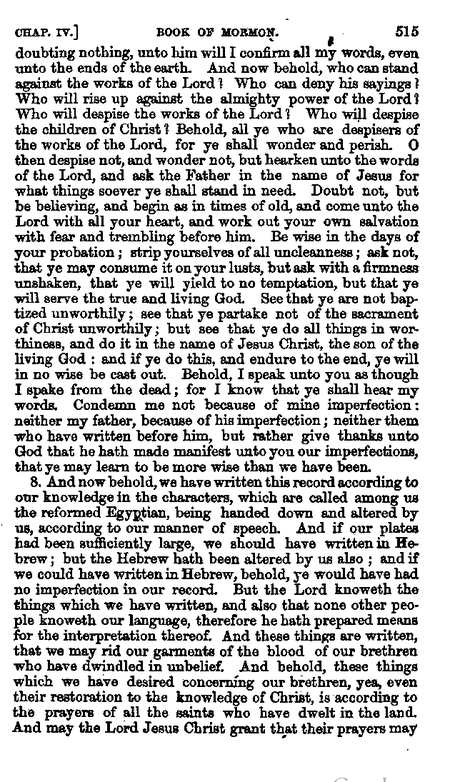 CHAP. IV.] BOOK OF MORMON. 515
doubting nothing, unto him will I confirm all my words, even
unto the ends of the earth. And now behold, who can stand
against the works of the Lord? Who can deny his sayings?
Who will rise up against the almighty power of the Lord?
Who will despise the works of the Lord? Who will despise
the children of Christ? Behold, all ye who are despisers of
the works of the Lord, for ye shall wonder and perish. O
then despise not, and wonder not, but hearken unto the words
of the Lord, and ask the Father in the name of Jesus for
what things soever ye shall stand in need. Doubt not, but
be believing, and begin as in times of old, and come unto the
Lord with all your heart, and work out your own salvation
with fear and trembling before him. Be wise in the days of
your probation; strip yourselves of all uncleanness; ask not,
that ye may consume it on your lusts, but ask with a firmness
unshaken, that ye will yield to no temptation, but that ye
will serve the true and living God. See that ye are not bap-
tized unworthily; see that ye partake not of the sacrament
of Christ unworthily; but see that ye do all things in wor-
thiness, and do it in the name of Jesus Christ, the son of the
living God: and if ye do this, and endure to the end, ye will
in no wise be cast out. Behold, I speak unto you as though
I spake from the dead; for I know that ye shall hear my
words. Condemn me not because of mine imperfection:
neither my father, because of his imperfection; neither them
who have written before him, but rather give thanks unto
God that he hath made manifest unto you our imperfections,
that ye may learn to be more wise than we have been.
8. And now behold, we have written this record according to
our knowledge in the characters, which are called among us
the reformed Egyptian, being handed down and altered by
us, according to our manner of speech. And if our plates
had been sufficiently large, we should have written in He-
brew; but the Hebrew hath been altered by us also; and if
we could have written in Hebrew, behold, ye would have had
no imperfection in our record. But the Lord knoweth the
things which we have written, and also that none other peo-
ple knoweth our language, therefore he hath prepared means
for the interpretation thereof. And these things are written,
that we may rid our garments of the blood of our brethren
who have dwindled in unbelief. And behold, these things
which we have desired concerning our brethren, yea, even
their restoration to the knowledge of Christ, is according to
the prayers of all the saints who have dwelt in the land.
And may the Lord Jesus Christ grant that their prayers may